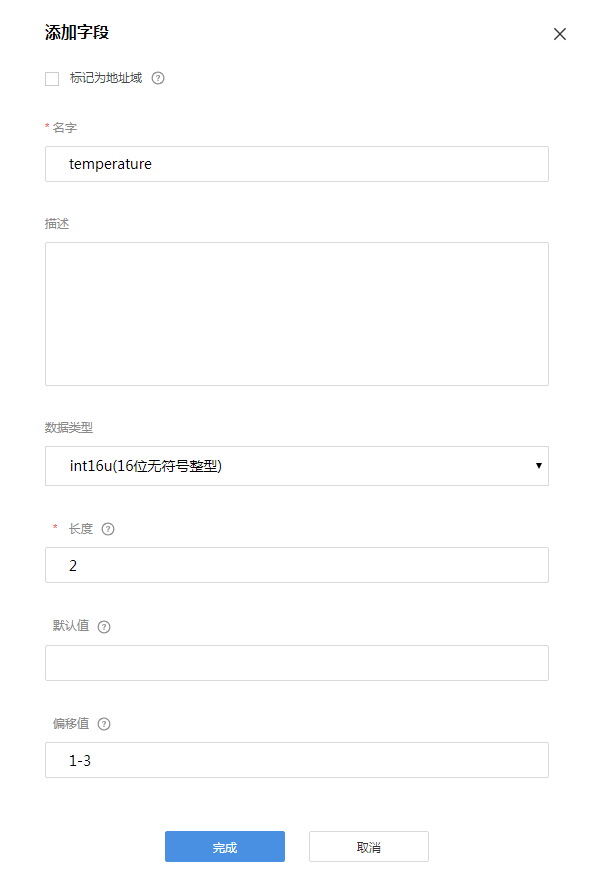 添加字段
标记为地址域 ?
* 名字
temperature
描述
数据类型
int16u(16位无符号整型)
* 长度 ?
2
默认值 ?
偏移值 ?
1-3
完成 取消